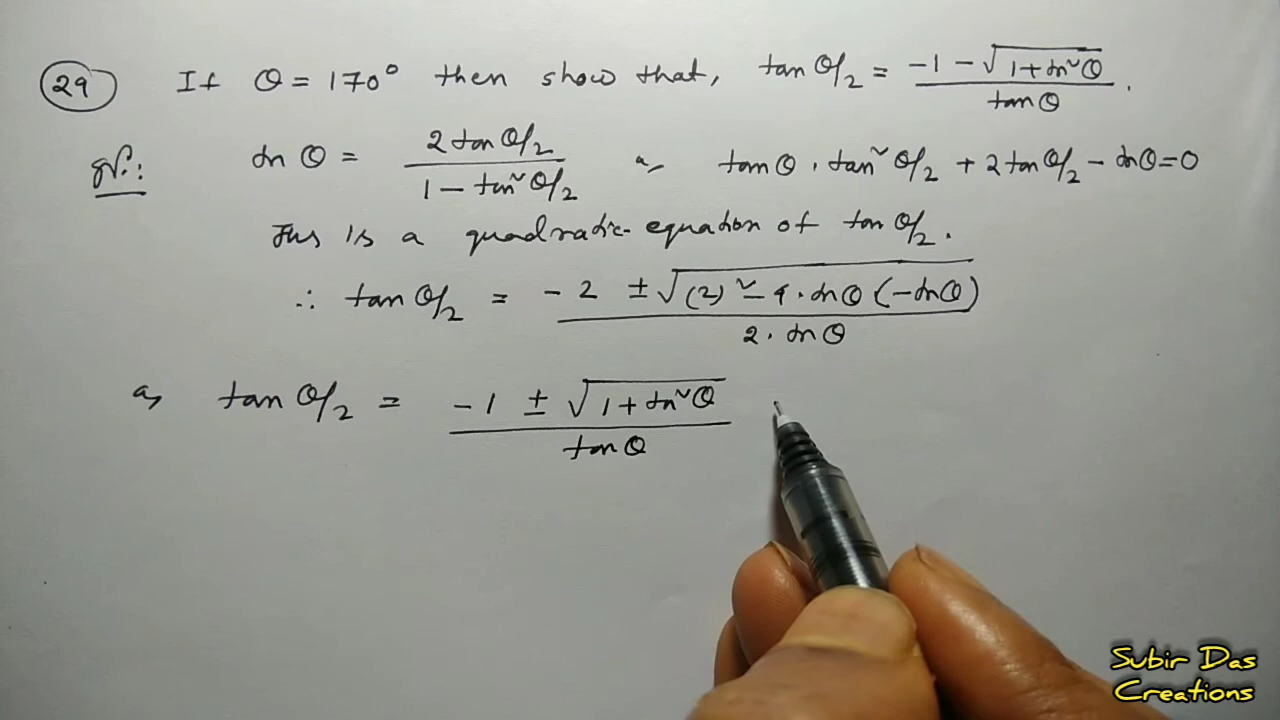 29 If θ = 170° then show that, tan θ/2 = (-1 - √(1 + tan²θ)) / tanθ .
Sol^n: tan θ = 2 tan θ/2 / (1 - tan² θ/2) or, tanθ . tan² θ/2 + 2 tan θ/2 - tanθ = 0
This is a quadratic equation of tan θ/2.
∴ tan θ/2 = (-2 ± √((2)² - 4 . tanθ (-tanθ))) / (2 . tanθ)
or, tan θ/2 = (-1 ± √(1 + tan²θ)) / tanθ
Subir Das
Creations